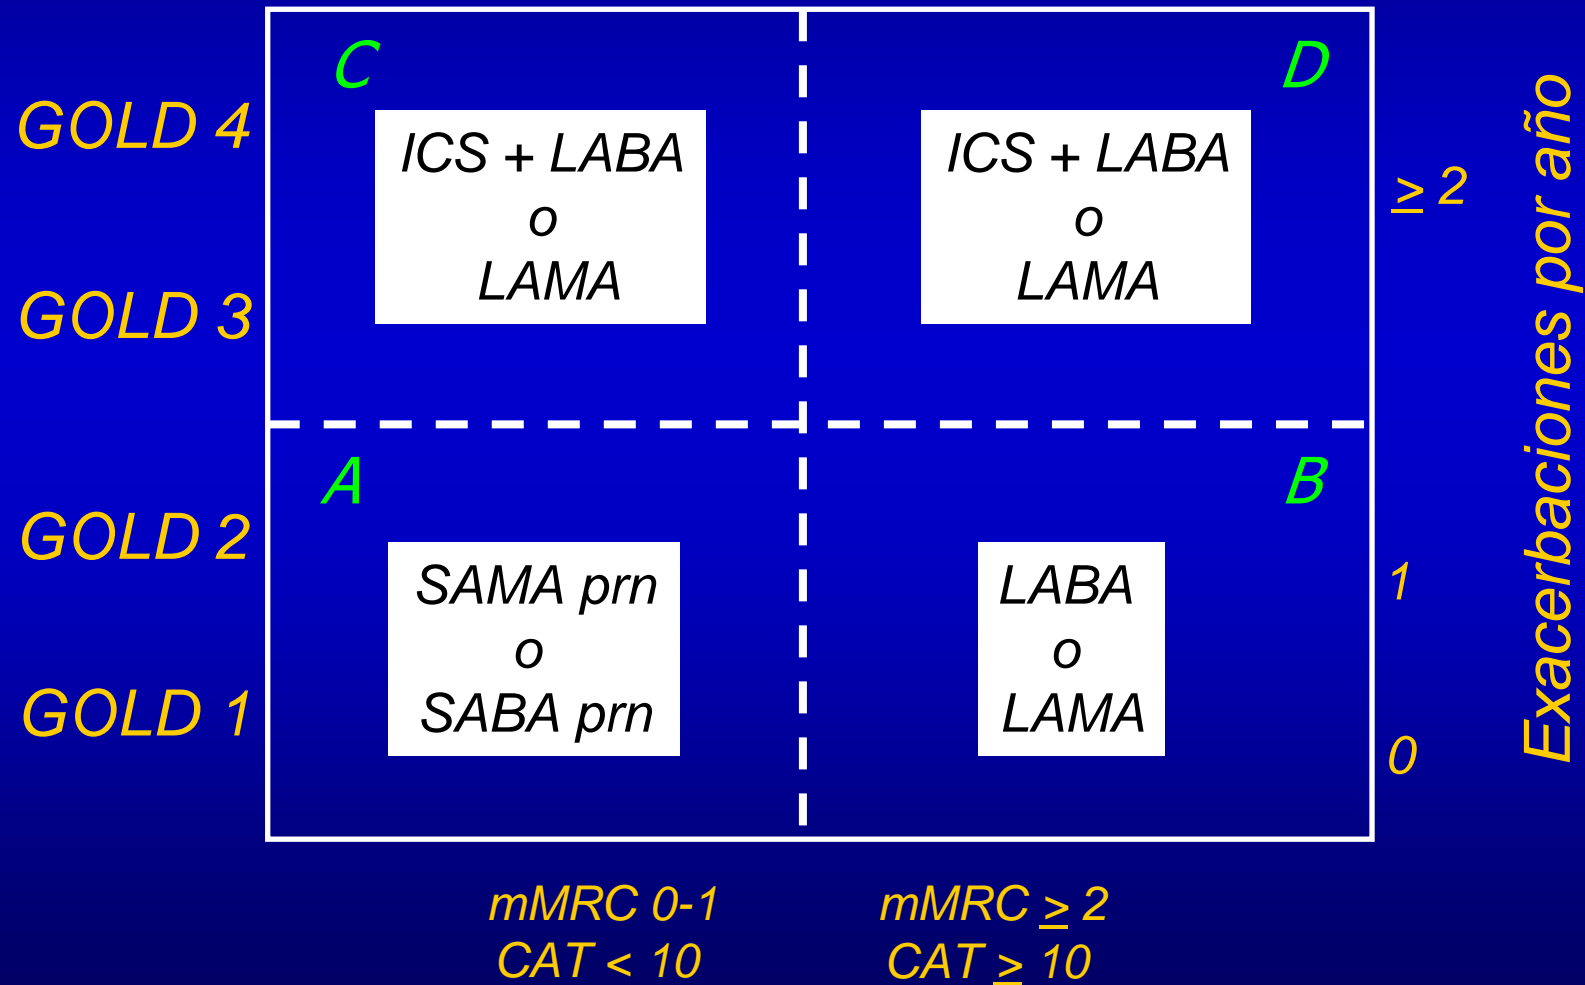 C
D
GOLD 4
ICS + LABA
o
LAMA
ICS + LABA
o
LAMA
≥ 2
GOLD 3
Exacerbaciones por año
A
B
GOLD 2
SAMA prn
o
SABA prn
LABA
o
LAMA
1
GOLD 1
0
mMRC 0-1
CAT < 10
mMRC ≥ 2
CAT ≥ 10